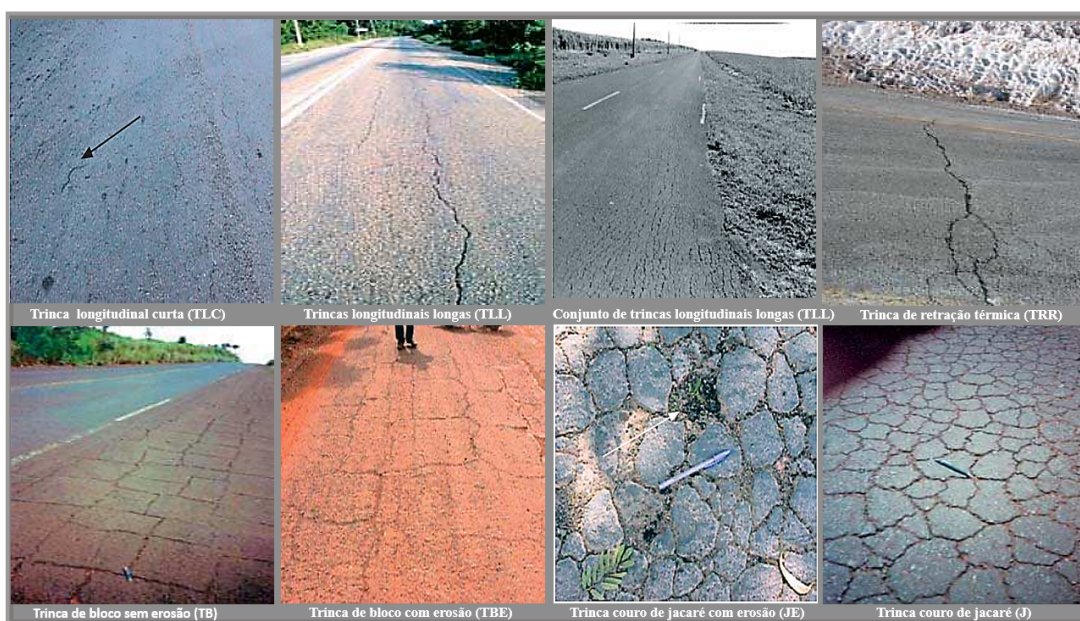 Trinca longitudinal curta (TLC)
Trincas longitudinais longas (TLL)
Conjunto de trincas longitudinais longas (TLL)
Trinca de retração térmica (TRR)
Trinca de bloco sem erosão (TB)
Trinca de bloco com erosão (TBE)
Trinca couro de jacaré com erosão (JE)
Trinca couro de jacaré (J)